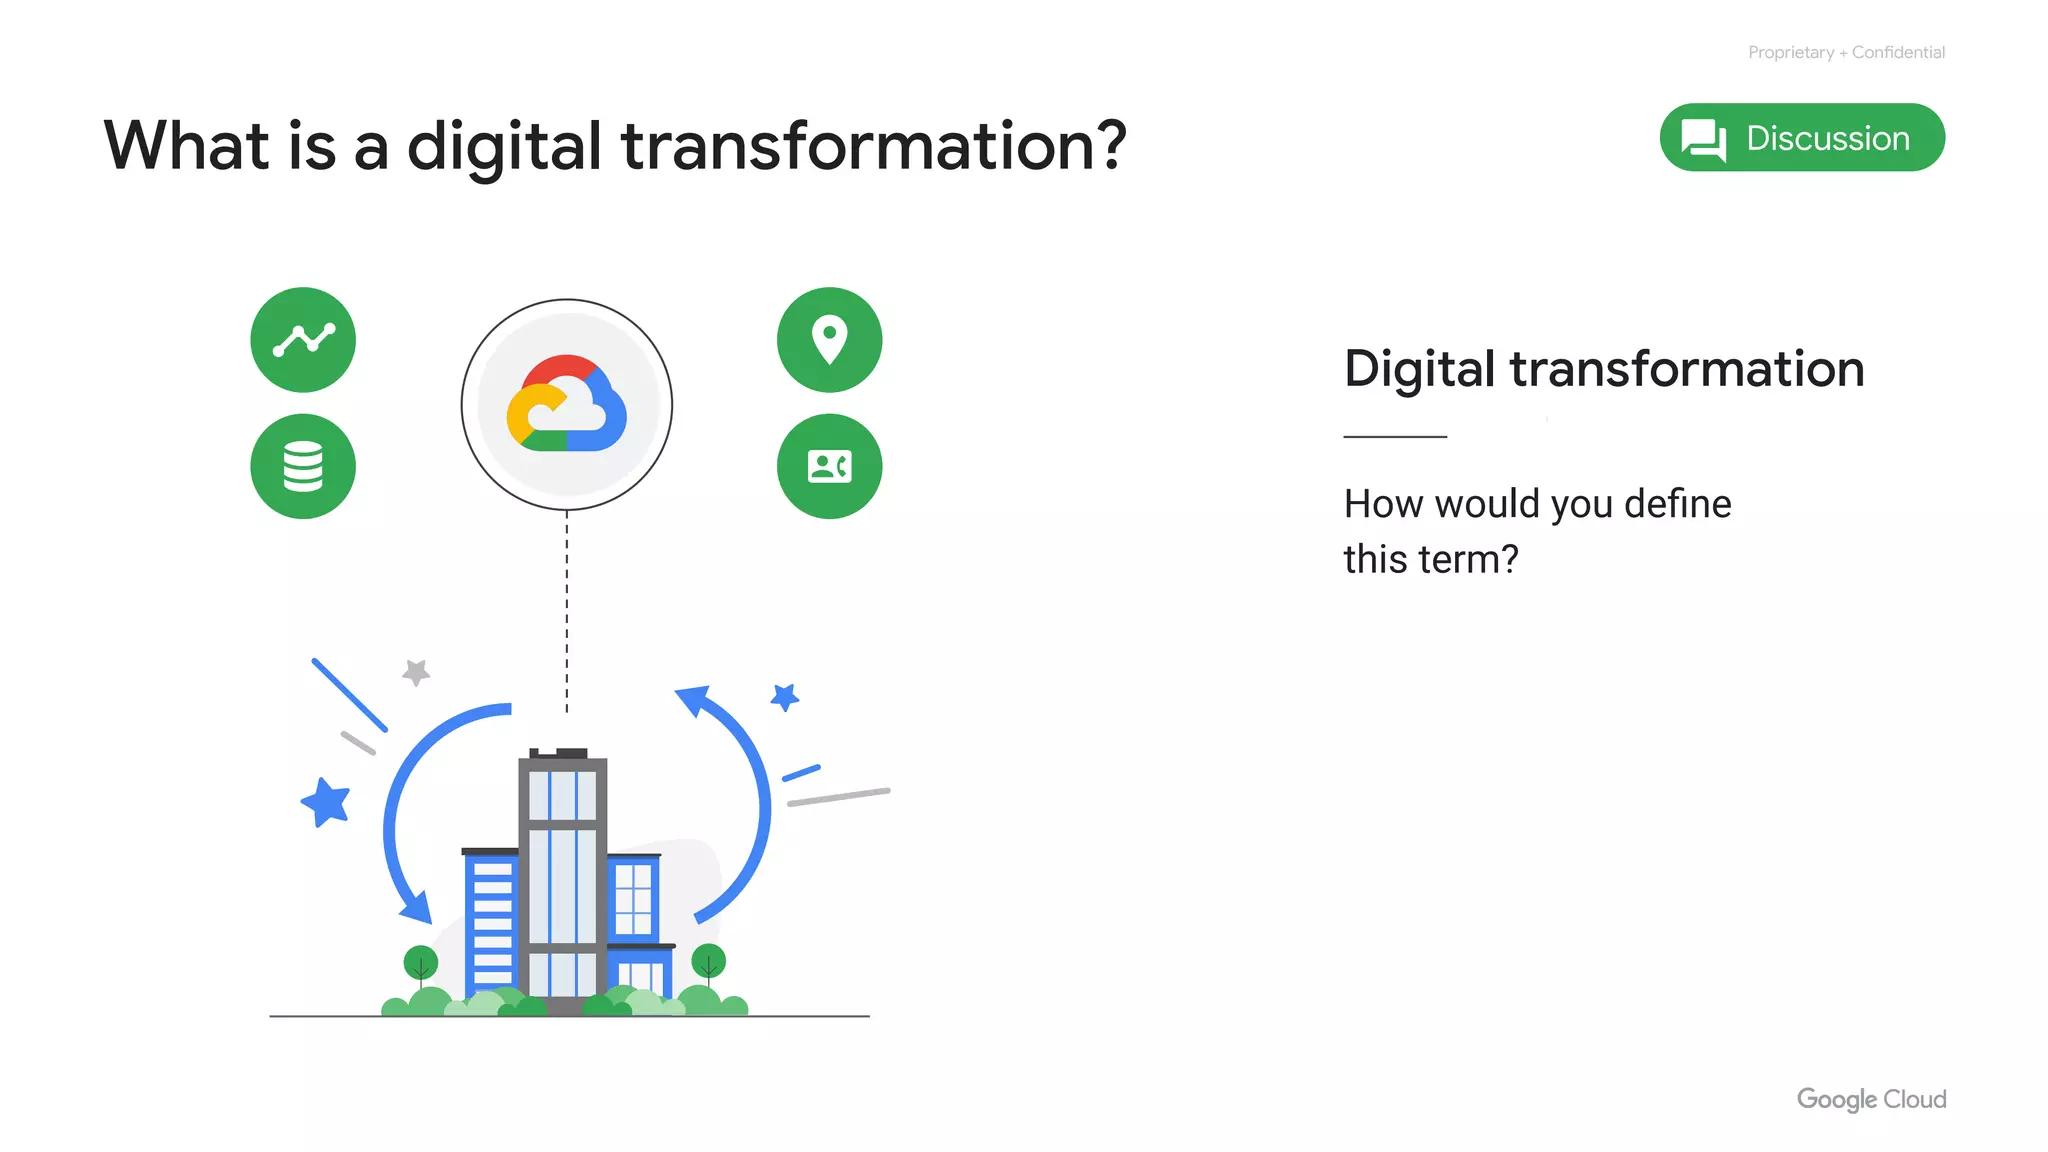 Proprietary + Confidential
What is a digital transformation?
Discussion
Digital transformation
How would you define
this term?
Google Cloud